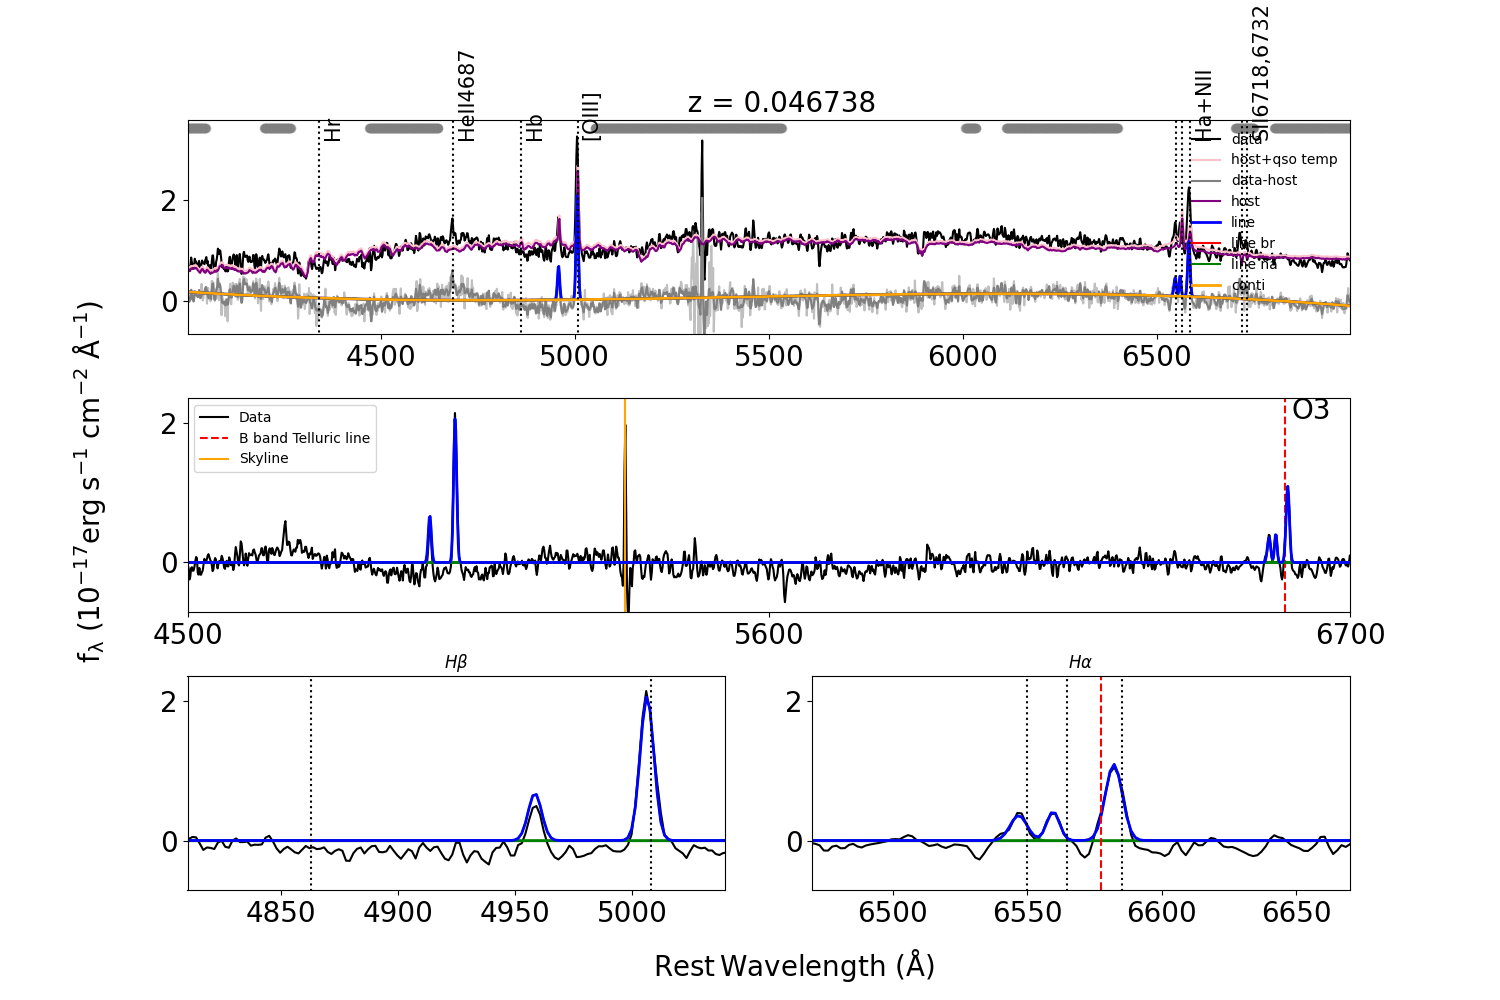 z = 0.046738
Hr
HeII4687
Hb
[OIII]
Ha+NII
SII6718,6732
data
host+qso temp
data-host
host
line
line br
line na
conti
2
0
4500
5000
5500
6000
6500
fλ (10⁻¹⁷erg s⁻¹ cm⁻² Å⁻¹)
Data
B band Telluric line
Skyline
O3
2
0
4500
5600
6700
Hβ
2
0
4850
4900
4950
5000
Hα
2
0
6500
6550
6600
6650
Rest Wavelength (Å)